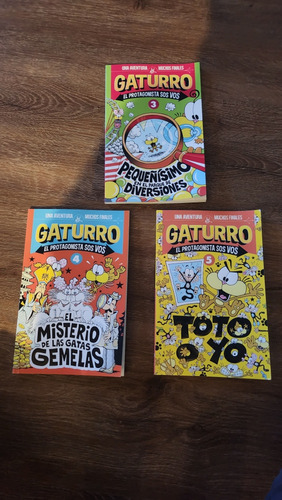 UNA AVENTURA MUCHOS FINALES
GATURRO
EL PROTAGONISTA SOS VOS
3
PEQUEÑÍSIMO
EN EL PARQUE DE
DIVERSIONES
UNA AVENTURA MUCHOS FINALES
GATURRO
EL PROTAGONISTA SOS VOS
4
EL
MISTERIO
DE LAS GATAS
GEMELAS
UNA AVENTURA MUCHOS FINALES
GATURRO
EL PROTAGONISTA SOS VOS
5
TOTO
O YO